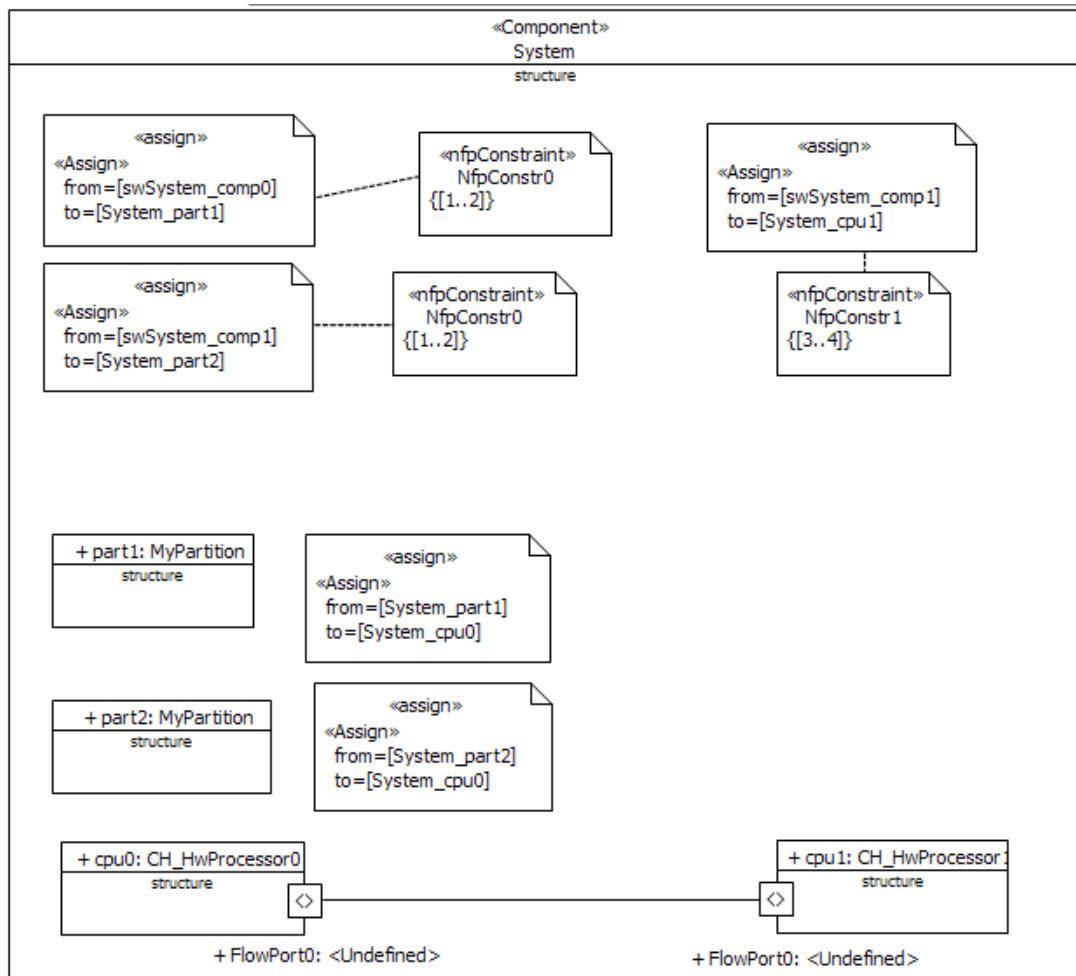 «Component»
System
structure
«assign»
«Assign»
from=[swSystem_comp0]
to=[System_part1]
«nfpConstraint»
NfpConstr0
{[1..2]}
«assign»
«Assign»
from=[swSystem_comp1]
to=[System_cpu1]
«assign»
«Assign»
from=[swSystem_comp1]
to=[System_part2]
«nfpConstraint»
NfpConstr0
{[1..2]}
«nfpConstraint»
NfpConstr1
{[3..4]}
+ part1: MyPartition
structure
«assign»
«Assign»
from=[System_part1]
to=[System_cpu0]
+ part2: MyPartition
structure
«assign»
«Assign»
from=[System_part2]
to=[System_cpu0]
+ cpu0: CH_HwProcessor0
structure
+ cpu1: CH_HwProcessor1
structure
+ FlowPort0: <Undefined>
+ FlowPort0: <Undefined>